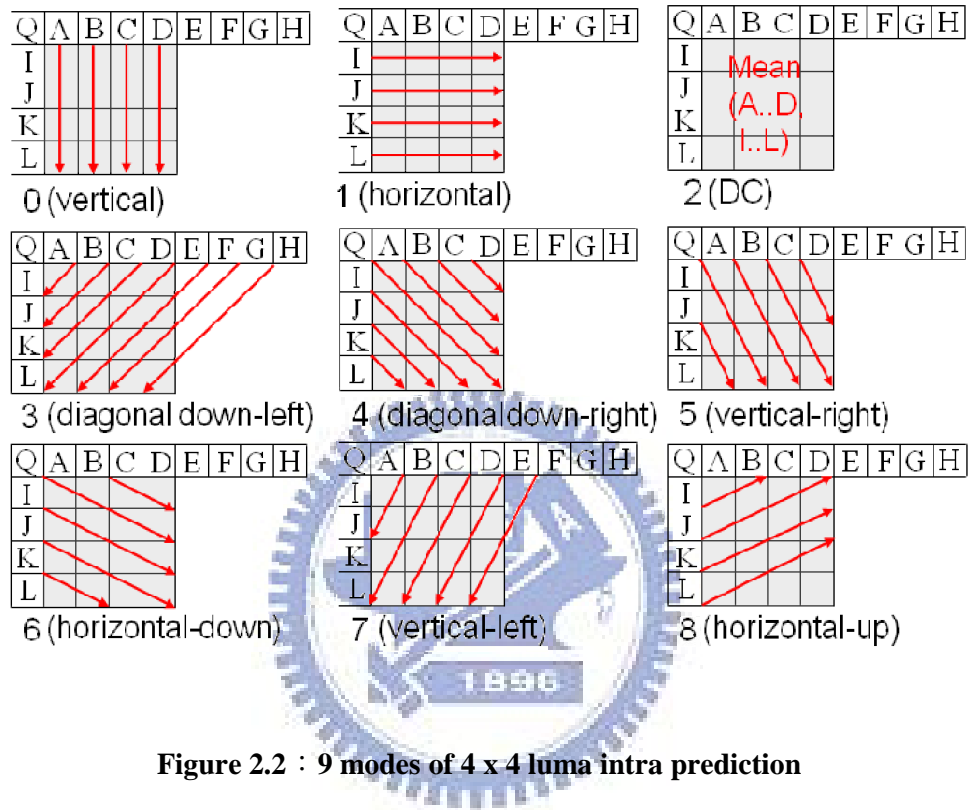 Q A B C D E F G H
I
J
K
L
0 (vertical)
Q A B C D E F G H
I
J
K
L
1 (horizontal)
Q A B C D E F G H
I
J
K
L
Mean
(A..D,
I..L)
2 (DC)
Q A B C D E F G H
I
J
K
L
3 (diagonal down-left)
Q A B C D E F G H
I
J
K
L
4 (diagonal down-right)
Q A B C D E F G H
I
J
K
L
5 (vertical-right)
Q A B C D E F G H
I
J
K
L
6 (horizontal-down)
Q A B C D E F G H
I
J
K
L
7 (vertical-left)
Q A B C D E F G H
I
J
K
L
8 (horizontal-up)
1896
Figure 2.2：9 modes of 4 x 4 luma intra prediction